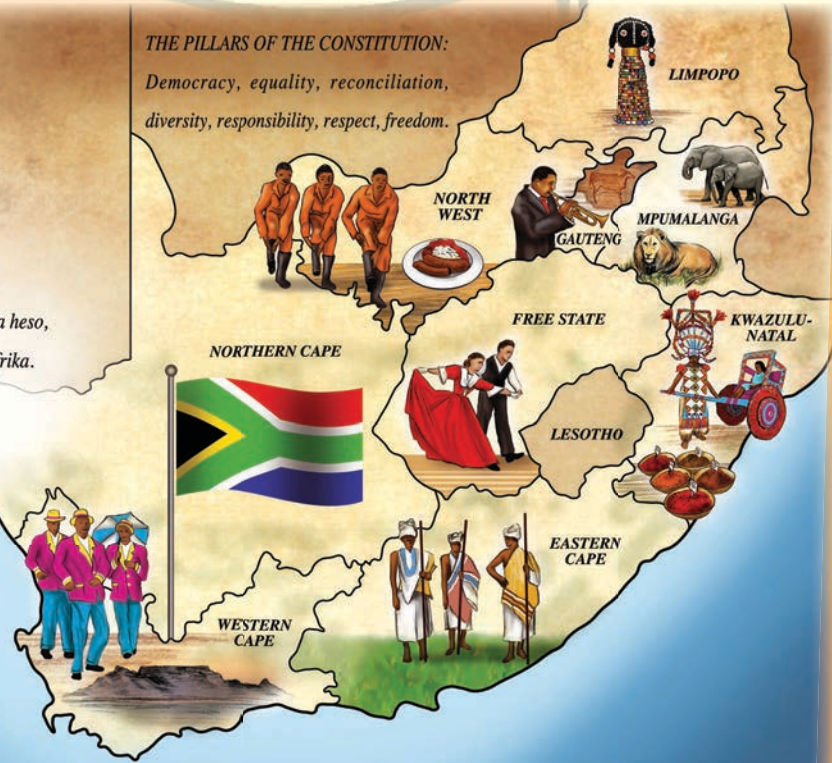 THE PILLARS OF THE CONSTITUTION:
Democracy, equality, reconciliation,
diversity, responsibility, respect, freedom.
LIMPOPO
NORTH
WEST
GAUTENG
MPUMALANGA
FREE STATE
KWAZULU-
NATAL
heso,
NORTHERN CAPE
LESOTHO
EASTERN
CAPE
WESTERN
CAPE